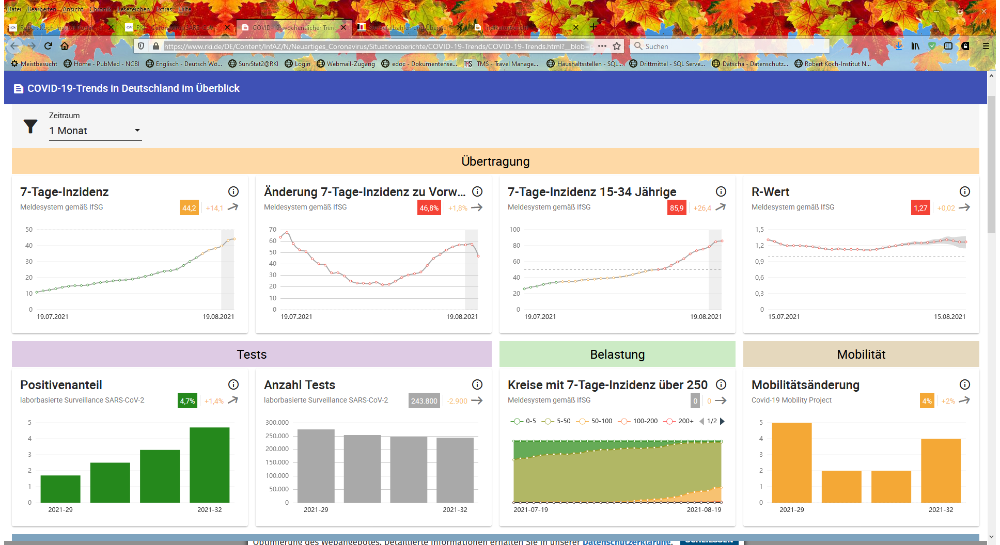 Datei Bearbeiten Ansicht Chronik Lesezeichen Extras Hilfe
Robert Koch-Institut Portal RKI - Coronavirus SARS-CoV- COVID-19: wöchentlicher Tren Sterbefallzahlen und Überste Indikatorbericht
https://www.rki.de/DE/Content/InfAZ/N/Neuartiges_Coronavirus/Situationsberichte/COVID-19-Trends/COVID-19-Trends.html?__blob=p Suchen
Meistbesucht Home - PubMed - NCBI Englisch - Deutsch Wö... SurvStat2@RKI Login Webmail-Zugang edoc - Dokumentense... TMS TMS - Travel Manage... Haushaltsstellen - SQL... Drittmittel - SQL Serve... Datscha - Datenschutz... Robert Koch-Institut N...
COVID-19-Trends in Deutschland im Überblick
Zeitraum
1 Monat
Übertragung
7-Tage-Inzidenz
Meldesystem gemäß IfSG
44,2 +14,1
50
40
30
20
10
0
19.07.2021 19.08.2021
Änderung 7-Tage-Inzidenz zu Vorw...
Meldesystem gemäß IfSG
46,8% +1,8%
70
60
50
40
30
20
10
0
19.07.2021 19.08.2021
7-Tage-Inzidenz 15-34 Jährige
Meldesystem gemäß IfSG
85,9 +26,4
100
80
60
40
20
0
19.07.2021 19.08.2021
R-Wert
Meldesystem gemäß IfSG
1,27 +0,02
1,5
1,2
0,9
0,6
0,3
0
15.07.2021 15.08.2021
Tests
Positivenanteil
laborbasierte Surveillance SARS-CoV-2
4,7% +1,4%
5
4
3
2
1
0
2021-29 2021-32
Anzahl Tests
laborbasierte Surveillance SARS-CoV-2
243.800 -2.900
300.000
250.000
200.000
150.000
100.000
50.000
0
2021-29 2021-32
Belastung
Kreise mit 7-Tage-Inzidenz über 250
Meldesystem gemäß IfSG
0 0
0-5 5-50 50-100 100-200 200+ 1/2
2021-07-19 2021-08-19
Mobilität
Mobilitätsänderung
Covid-19 Mobility Project
4% +2%
5
4
3
2
1
0
2021-29 2021-32
Optimierung des Webangebotes. Detaillierte Informationen erhalten Sie in unserer Datenschutzerklärung. SCHLIESSEN